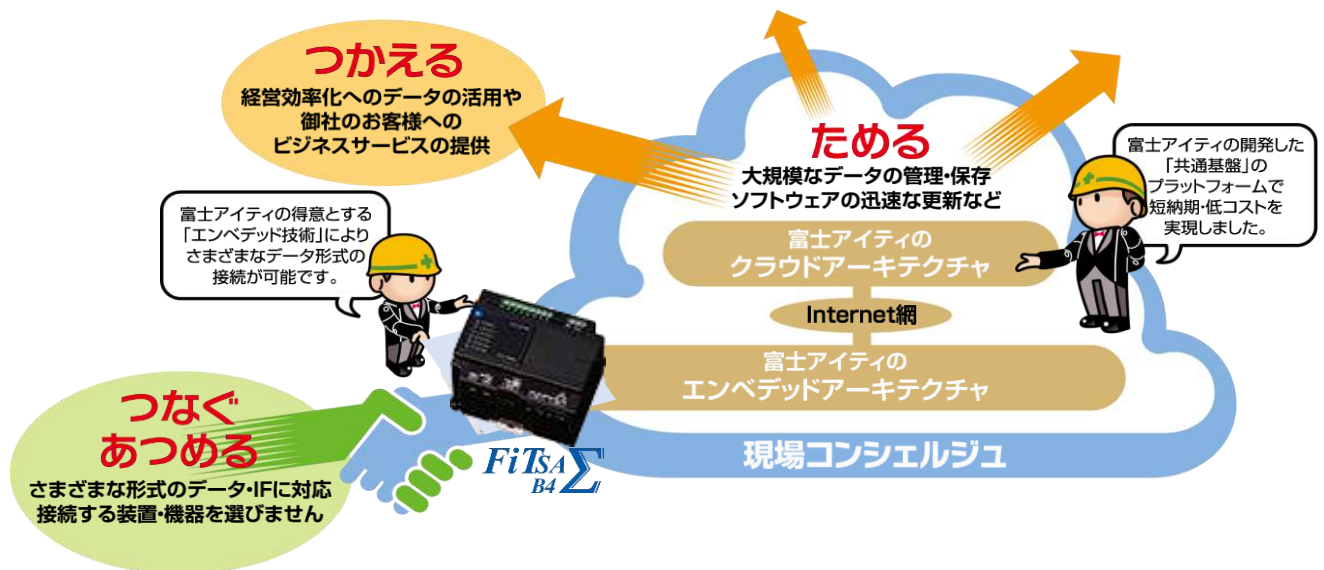 つかえる
経営効率化へのデータの活用や
御社のお客様への
ビジネスサービスの提供
ためる
大規模なデータの管理・保存
ソフトウェアの迅速な更新など
富士アイティの開発した
「共通基盤」の
プラットフォームで
短納期・低コストを
実現しました。
富士アイティの得意とする
「エンベデッド技術」により
さまざまなデータ形式の
接続が可能です。
富士アイティの
クラウドアーキテクチャ
Internet網
富士アイティの
エンベデッドアーキテクチャ
つなぐ
あつめる
さまざまな形式のデータ・IFに対応
接続する装置・機器を選びません
現場コンシェルジュ
FiTSA Σ
B4